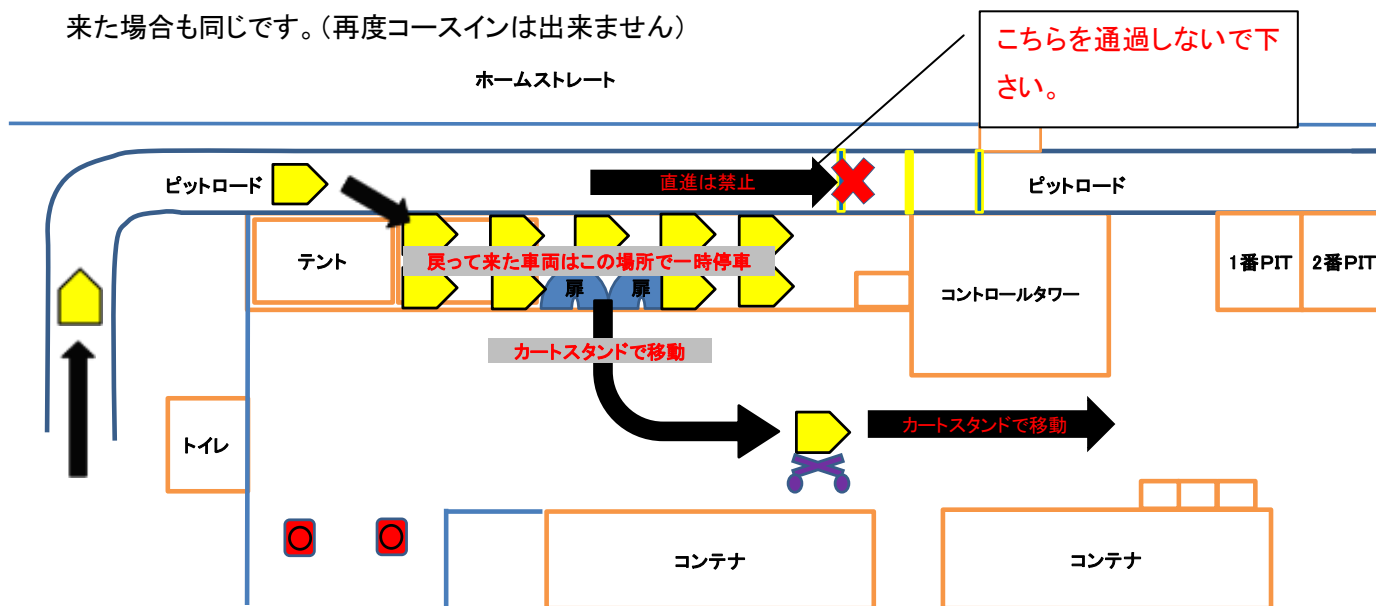 来た場合も同じです。（再度コースインは出来ません）
こちらを通過しないで下
さい。
ホームストレート
ピットロード
直進は禁止
ピットロード
テント
戻って来た車両はこの場所で一時停車
扉
扉
コントロールタワー
1番PIT
2番PIT
カートスタンドで移動
カートスタンドで移動
トイレ
コンテナ
コンテナ